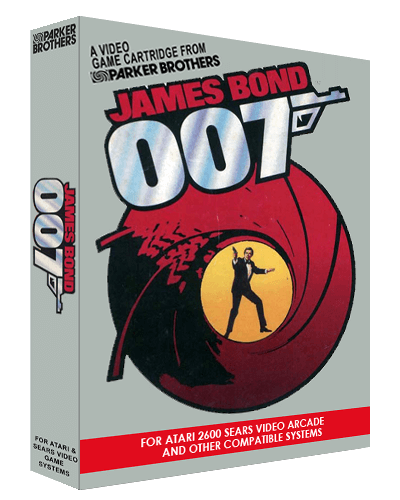 PARKER
BROTHERS
JAMES BOND
007
FOR ATARI &
SEARS VIDEO
GAME
SYSTEMS
A VIDEO
GAME CARTRIDGE FROM
PARKER BROTHERS
JAMES BOND
007
FOR ATARI 2600 SEARS VIDEO ARCADE
AND OTHER COMPATIBLE SYSTEMS